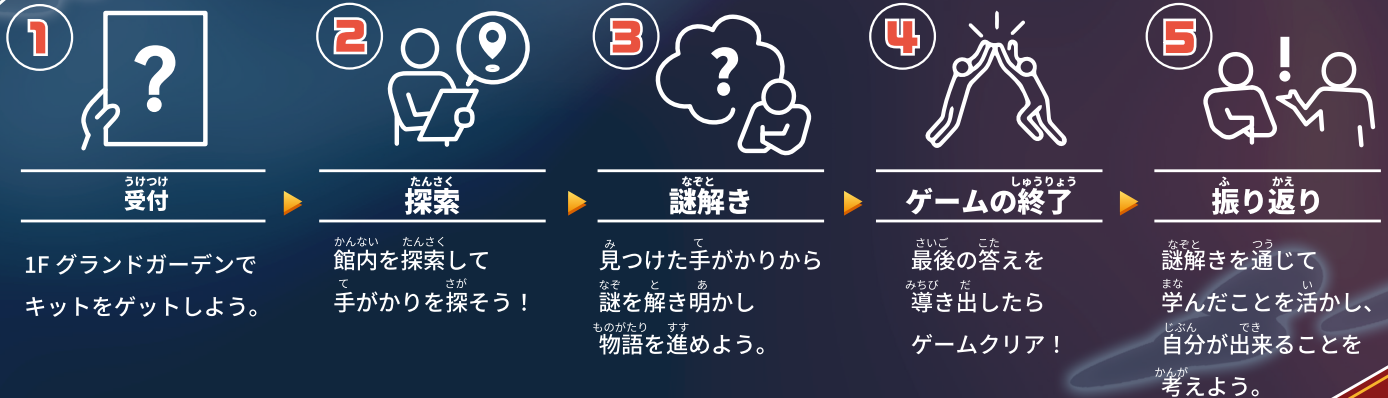 1
?
うけつけ
受付
1F グランドガーデンで
キットをゲットしよう。
2
たんさく
探索
かんない たんさく
館内を探索して
て さが
手がかりを探そう！
3
?
なぞと
謎解き
み て
見つけた手がかりから
なぞ と あ
謎を解き明かし
ものがたり すす
物語を進めよう。
4
しゅうりょう
ゲームの終了
さいご こた
最後の答えを
みちび だ
導き出したら
ゲームクリア！
5
!
ふ かえ
振り返り
なぞと つう
謎解きを通じて
まな い
学んだことを活かし、
じぶん でき
自分が出来ることを
かんが
考えよう。